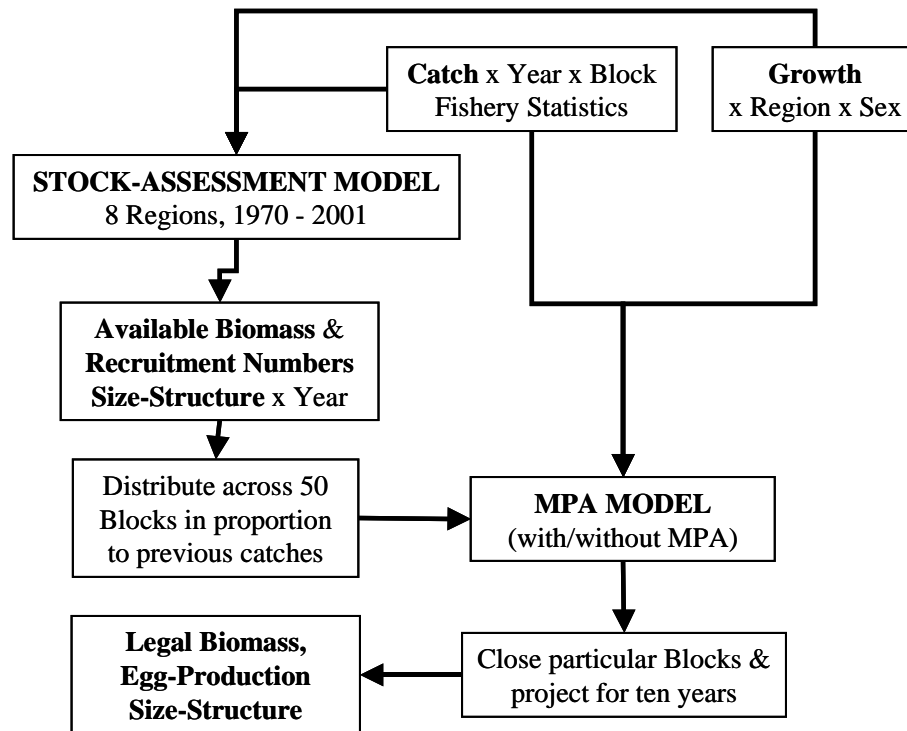 Catch x Year x Block
Fishery Statistics
Growth
x Region x Sex
STOCK-ASSESSMENT MODEL
8 Regions, 1970 - 2001
Available Biomass &
Recruitment Numbers
Size-Structure x Year
Distribute across 50
Blocks in proportion
to previous catches
MPA MODEL
(with/without MPA)
Close particular Blocks &
project for ten years
Legal Biomass,
Egg-Production
Size-Structure